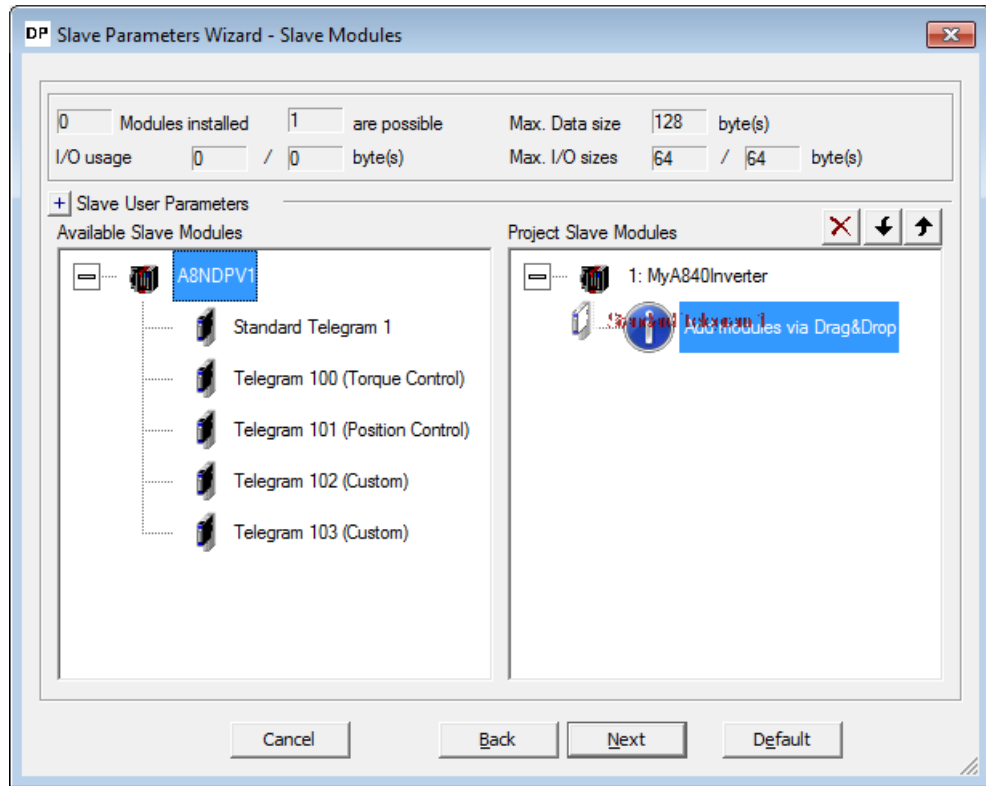 DP Slave Parameters Wizard - Slave Modules
0 Modules installed 1 are possible Max. Data size 128 byte(s)
I/O usage 0 / 0 byte(s) Max. I/O sizes 64 / 64 byte(s)
+ Slave User Parameters
Available Slave Modules
A8NDPV1
Standard Telegram 1
Telegram 100 (Torque Control)
Telegram 101 (Position Control)
Telegram 102 (Custom)
Telegram 103 (Custom)
Project Slave Modules
1: MyA840Inverter
Standard Telegram 1
Add modules via Drag&Drop
Cancel Back Next Default